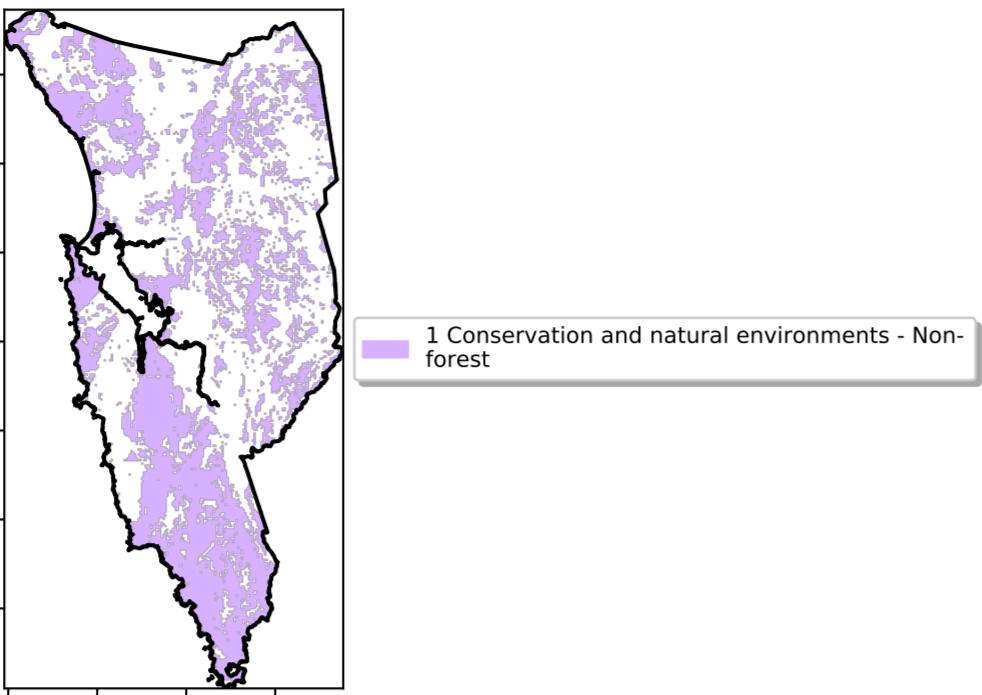 1 Conservation and natural environments - Non-
forest